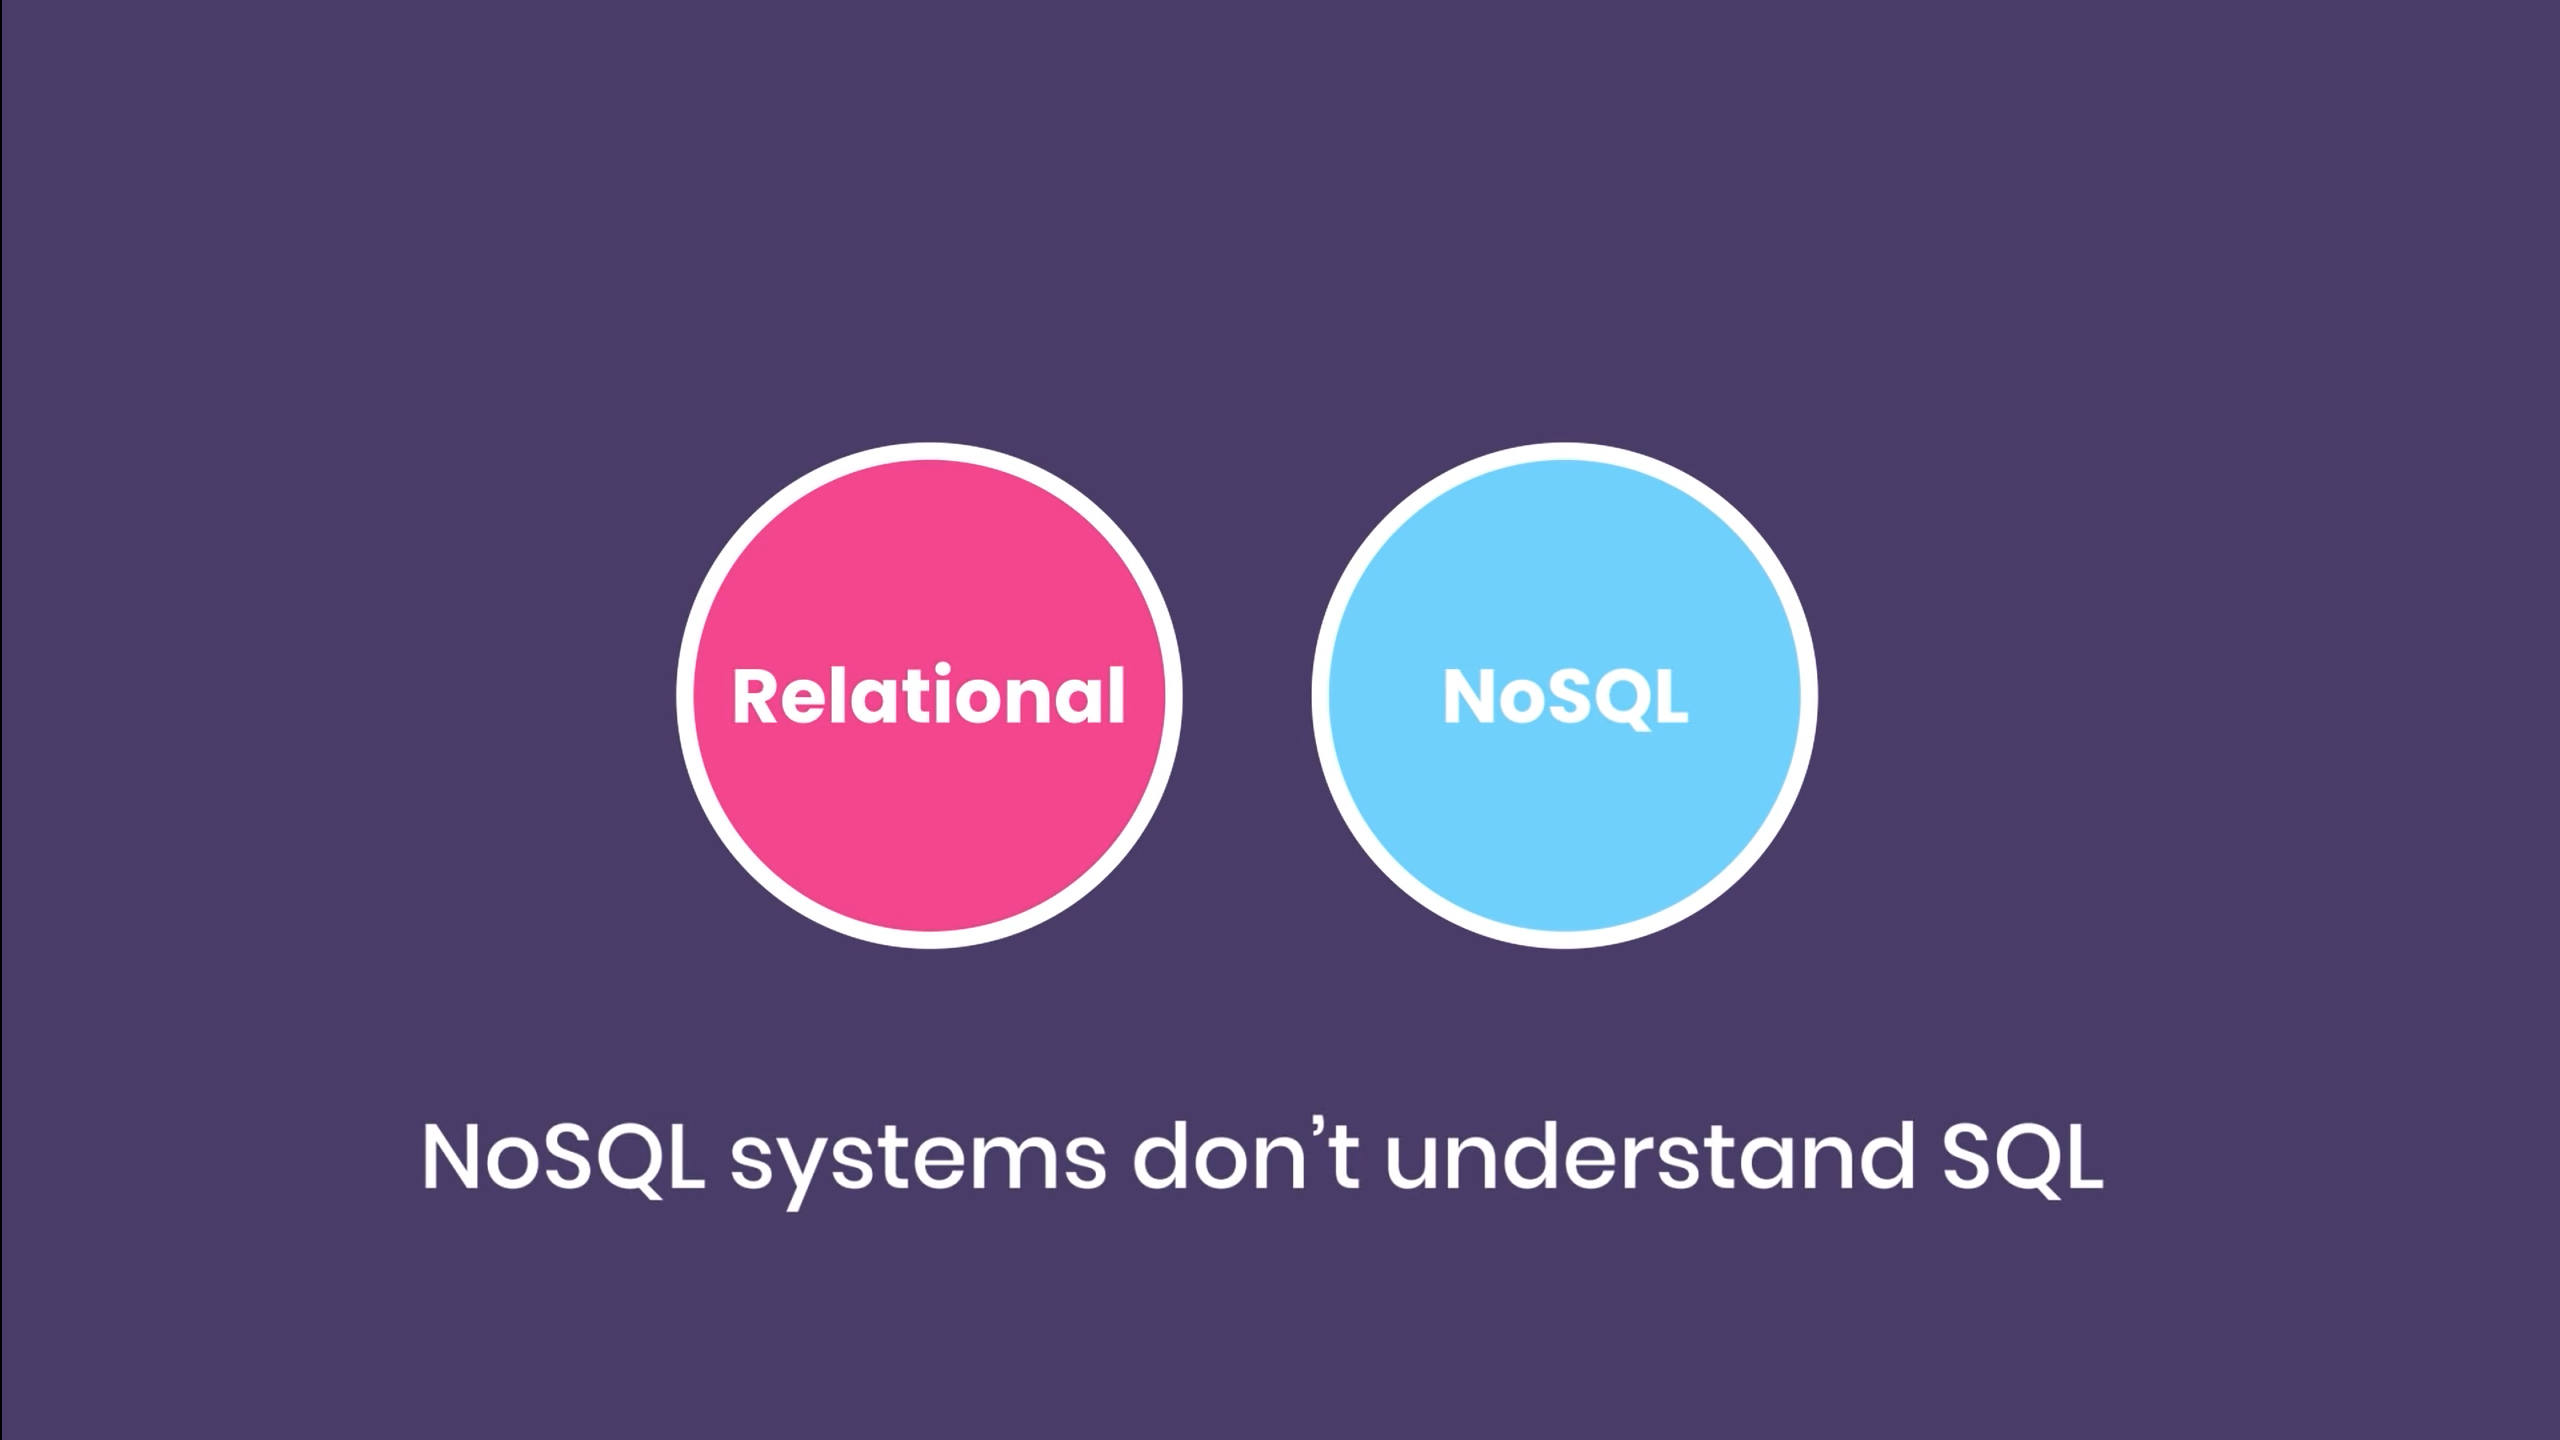 Relational
NoSQL
NoSQL systems don’t understand SQL